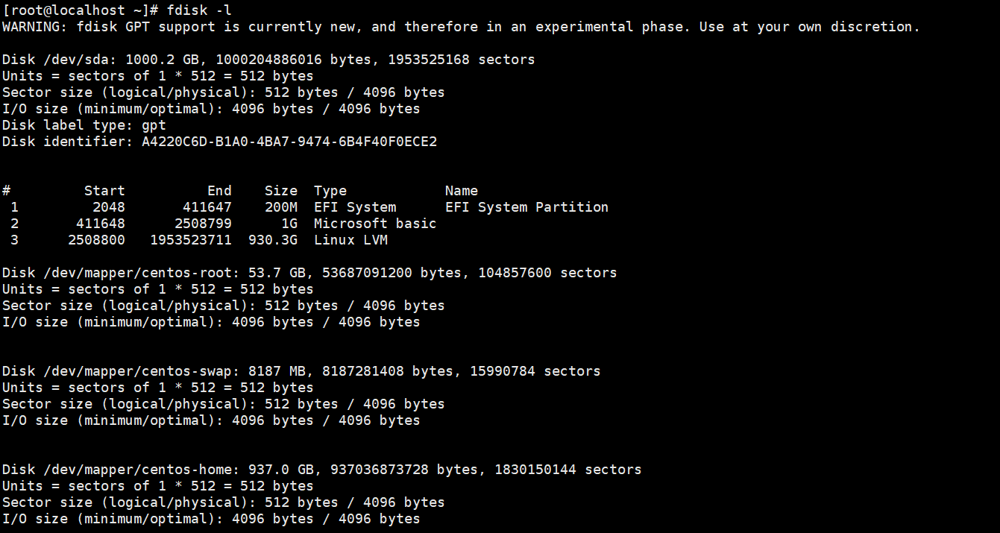 [root@localhost ~]# fdisk -l
WARNING: fdisk GPT support is currently new, and therefore in an experimental phase. Use at your own discretion.
Disk /dev/sda: 1000.2 GB, 1000204886016 bytes, 1953525168 sectors
Units = sectors of 1 * 512 = 512 bytes
Sector size (logical/physical): 512 bytes / 4096 bytes
I/O size (minimum/optimal): 4096 bytes / 4096 bytes
Disk label type: gpt
Disk identifier: A4220C6D-B1A0-4BA7-9474-6B4F40F0ECE2
#         Start          End    Size  Type            Name
 1         2048       411647    200M  EFI System      EFI System Partition
 2       411648      2508799      1G  Microsoft basic
 3      2508800   1953523711  930.3G  Linux LVM
Disk /dev/mapper/centos-root: 53.7 GB, 53687091200 bytes, 104857600 sectors
Units = sectors of 1 * 512 = 512 bytes
Sector size (logical/physical): 512 bytes / 4096 bytes
I/O size (minimum/optimal): 4096 bytes / 4096 bytes
Disk /dev/mapper/centos-swap: 8187 MB, 8187281408 bytes, 15990784 sectors
Units = sectors of 1 * 512 = 512 bytes
Sector size (logical/physical): 512 bytes / 4096 bytes
I/O size (minimum/optimal): 4096 bytes / 4096 bytes
Disk /dev/mapper/centos-home: 937.0 GB, 937036873728 bytes, 1830150144 sectors
Units = sectors of 1 * 512 = 512 bytes
Sector size (logical/physical): 512 bytes / 4096 bytes
I/O size (minimum/optimal): 4096 bytes / 4096 bytes